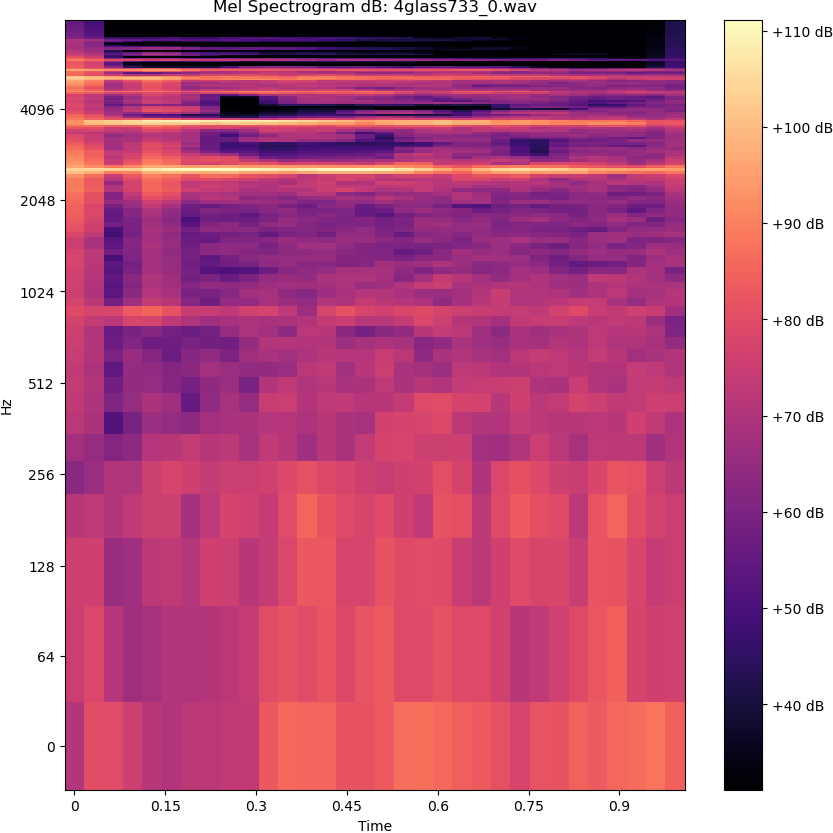 Mel Spectrogram dB: 4glass733_0.wav
+110 dB
+100 dB
+90 dB
+80 dB
+70 dB
+60 dB
+50 dB
+40 dB
4096
2048
1024
512
256
128
64
0
Hz
0 0.15 0.3 0.45 0.6 0.75 0.9
Time